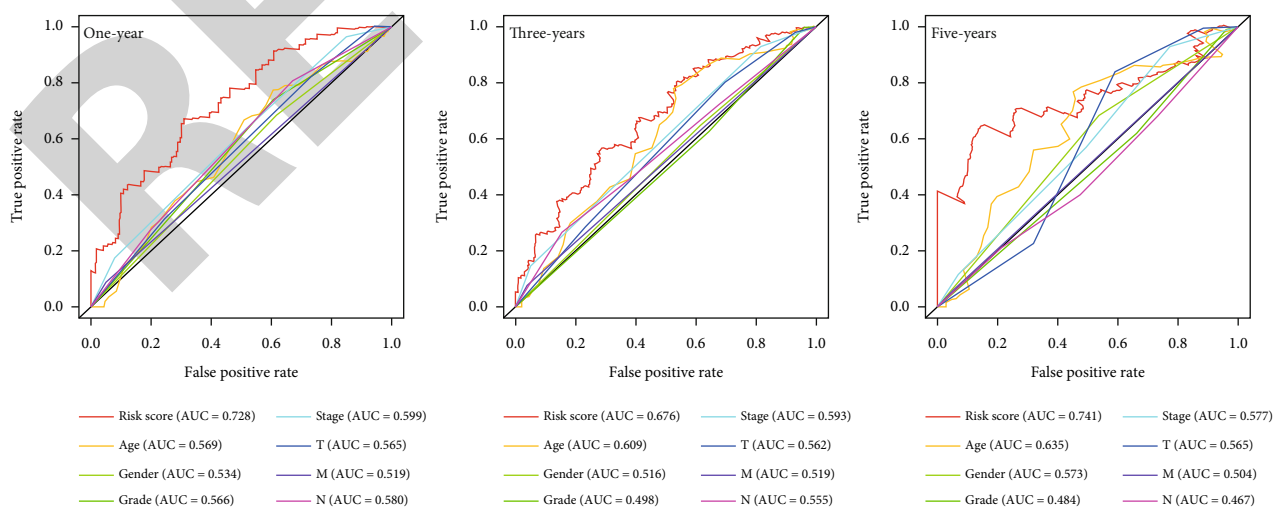 One-year
1.0
0.8
0.6
0.4
0.2
0.0
True positive rate
0.0 0.2 0.4 0.6 0.8 1.0
False positive rate
Risk score (AUC = 0.728)
Age (AUC = 0.569)
Gender (AUC = 0.534)
Grade (AUC = 0.566)
Stage (AUC = 0.599)
T (AUC = 0.565)
M (AUC = 0.519)
N (AUC = 0.580)
Three-years
1.0
0.8
0.6
0.4
0.2
0.0
True positive rate
0.0 0.2 0.4 0.6 0.8 1.0
False positive rate
Risk score (AUC = 0.676)
Age (AUC = 0.609)
Gender (AUC = 0.516)
Grade (AUC = 0.498)
Stage (AUC = 0.593)
T (AUC = 0.562)
M (AUC = 0.519)
N (AUC = 0.555)
Five-years
1.0
0.8
0.6
0.4
0.2
0.0
True positive rate
0.0 0.2 0.4 0.6 0.8 1.0
False positive rate
Risk score (AUC = 0.741)
Age (AUC = 0.635)
Gender (AUC = 0.573)
Grade (AUC = 0.484)
Stage (AUC = 0.577)
T (AUC = 0.565)
M (AUC = 0.504)
N (AUC = 0.467)